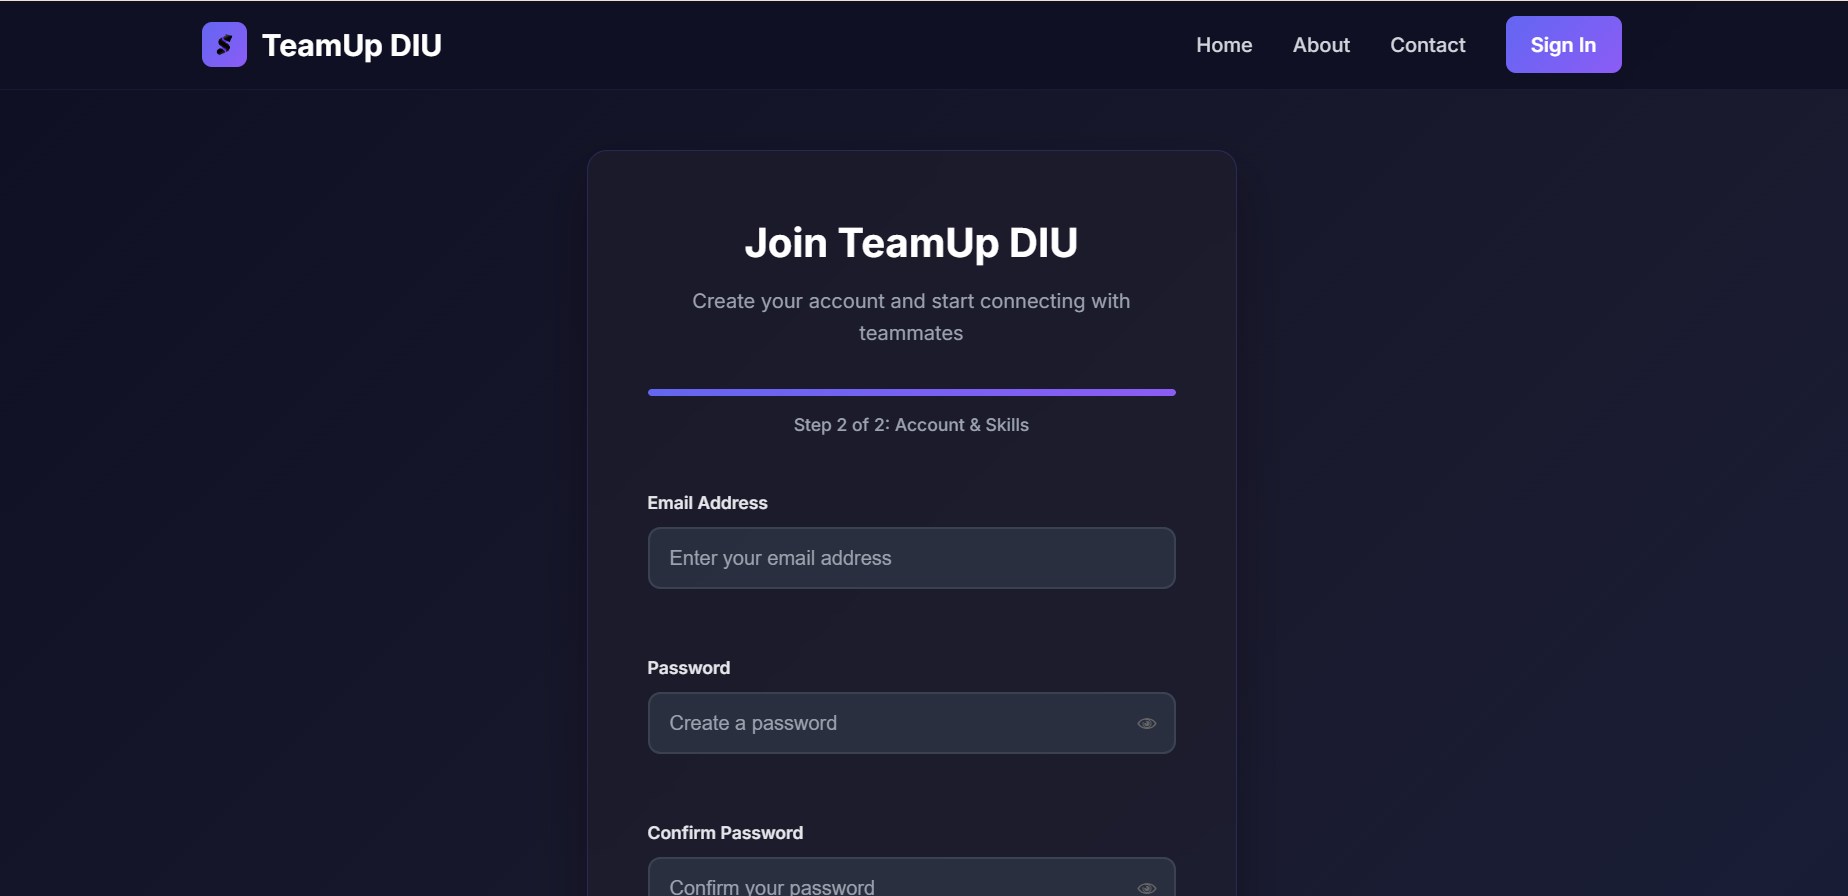 TeamUp DIU
Home
About
Contact
Sign In
Join TeamUp DIU
Create your account and start connecting with
teammates
Step 2 of 2: Account & Skills
Email Address
Enter your email address
Password
Create a password
Confirm Password
Confirm your password